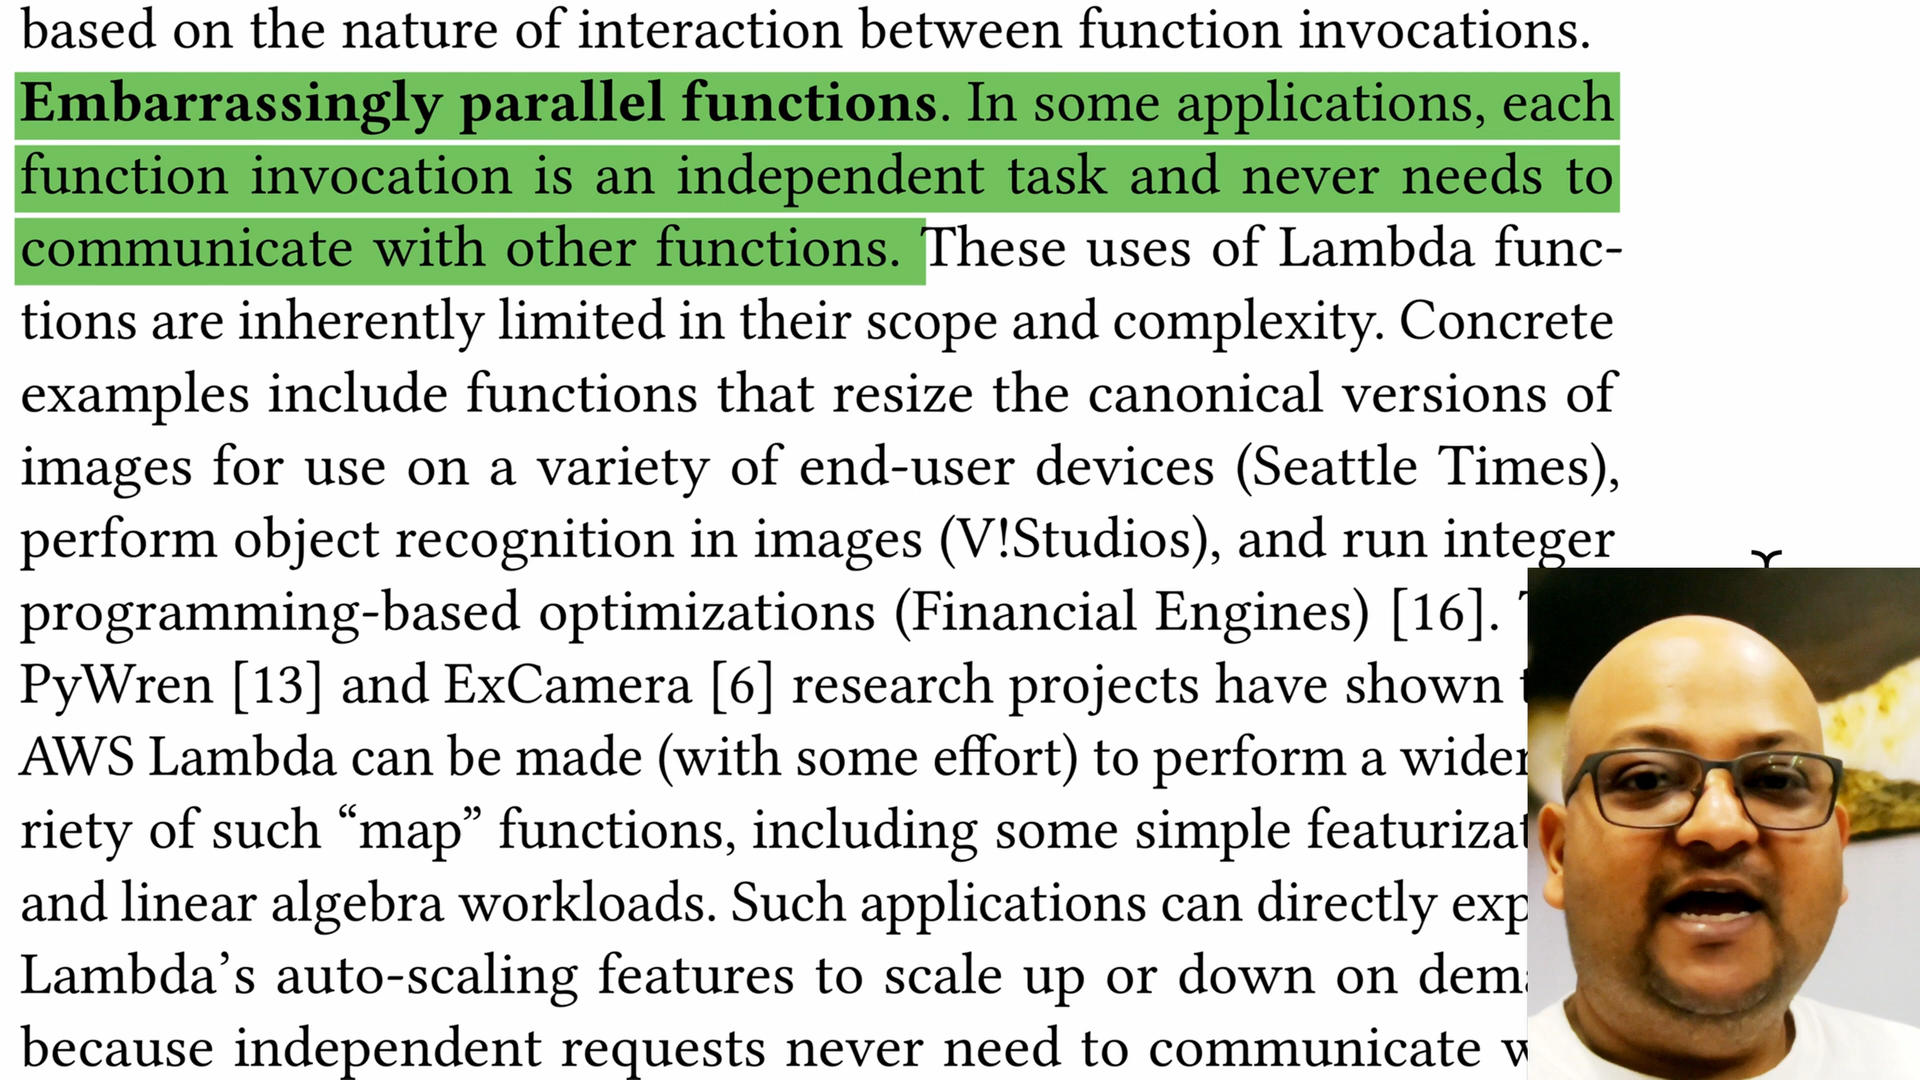 based on the nature of interaction between function invocations.
Embarrassingly parallel functions. In some applications, each
function invocation is an independent task and never needs to
communicate with other functions. These uses of Lambda func-
tions are inherently limited in their scope and complexity. Concrete
examples include functions that resize the canonical versions of
images for use on a variety of end-user devices (Seattle Times),
perform object recognition in images (V!Studios), and run integer
programming-based optimizations (Financial Engines) [16].
PyWren [13] and ExCamera [6] research projects have shown
AWS Lambda can be made (with some effort) to perform a wider
riety of such “map” functions, including some simple
and linear algebra workloads. Such applications can directly
Lambda’s auto-scaling features to scale up or down on
because independent requests never need to communicate